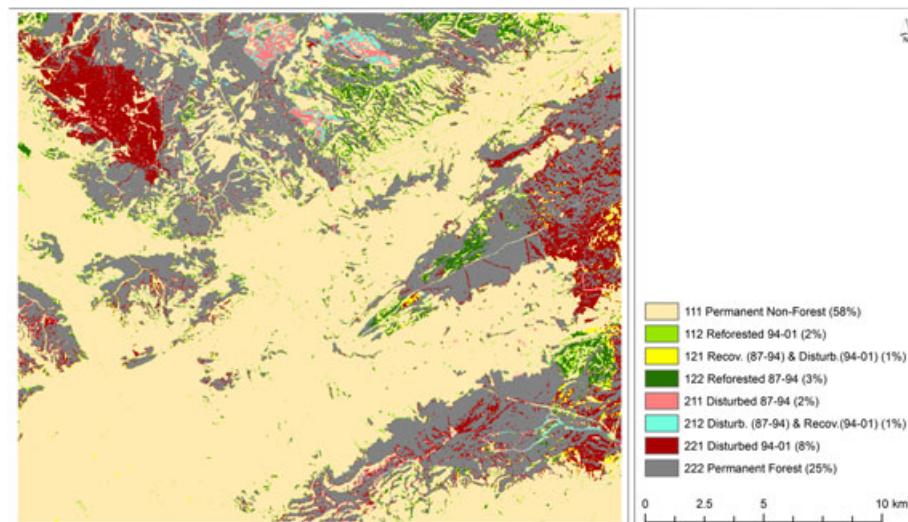 111 Permanent Non-Forest (58%)
112 Reforested 94-01 (2%)
121 Recov. (87-94) & Disturb.(94-01) (1%)
122 Reforested 87-94 (3%)
211 Disturbed 87-94 (2%)
212 Disturb. (87-94) & Recov.(94-01) (1%)
221 Disturbed 94-01 (8%)
222 Permanent Forest (25%)
0 2.5 5 10 km